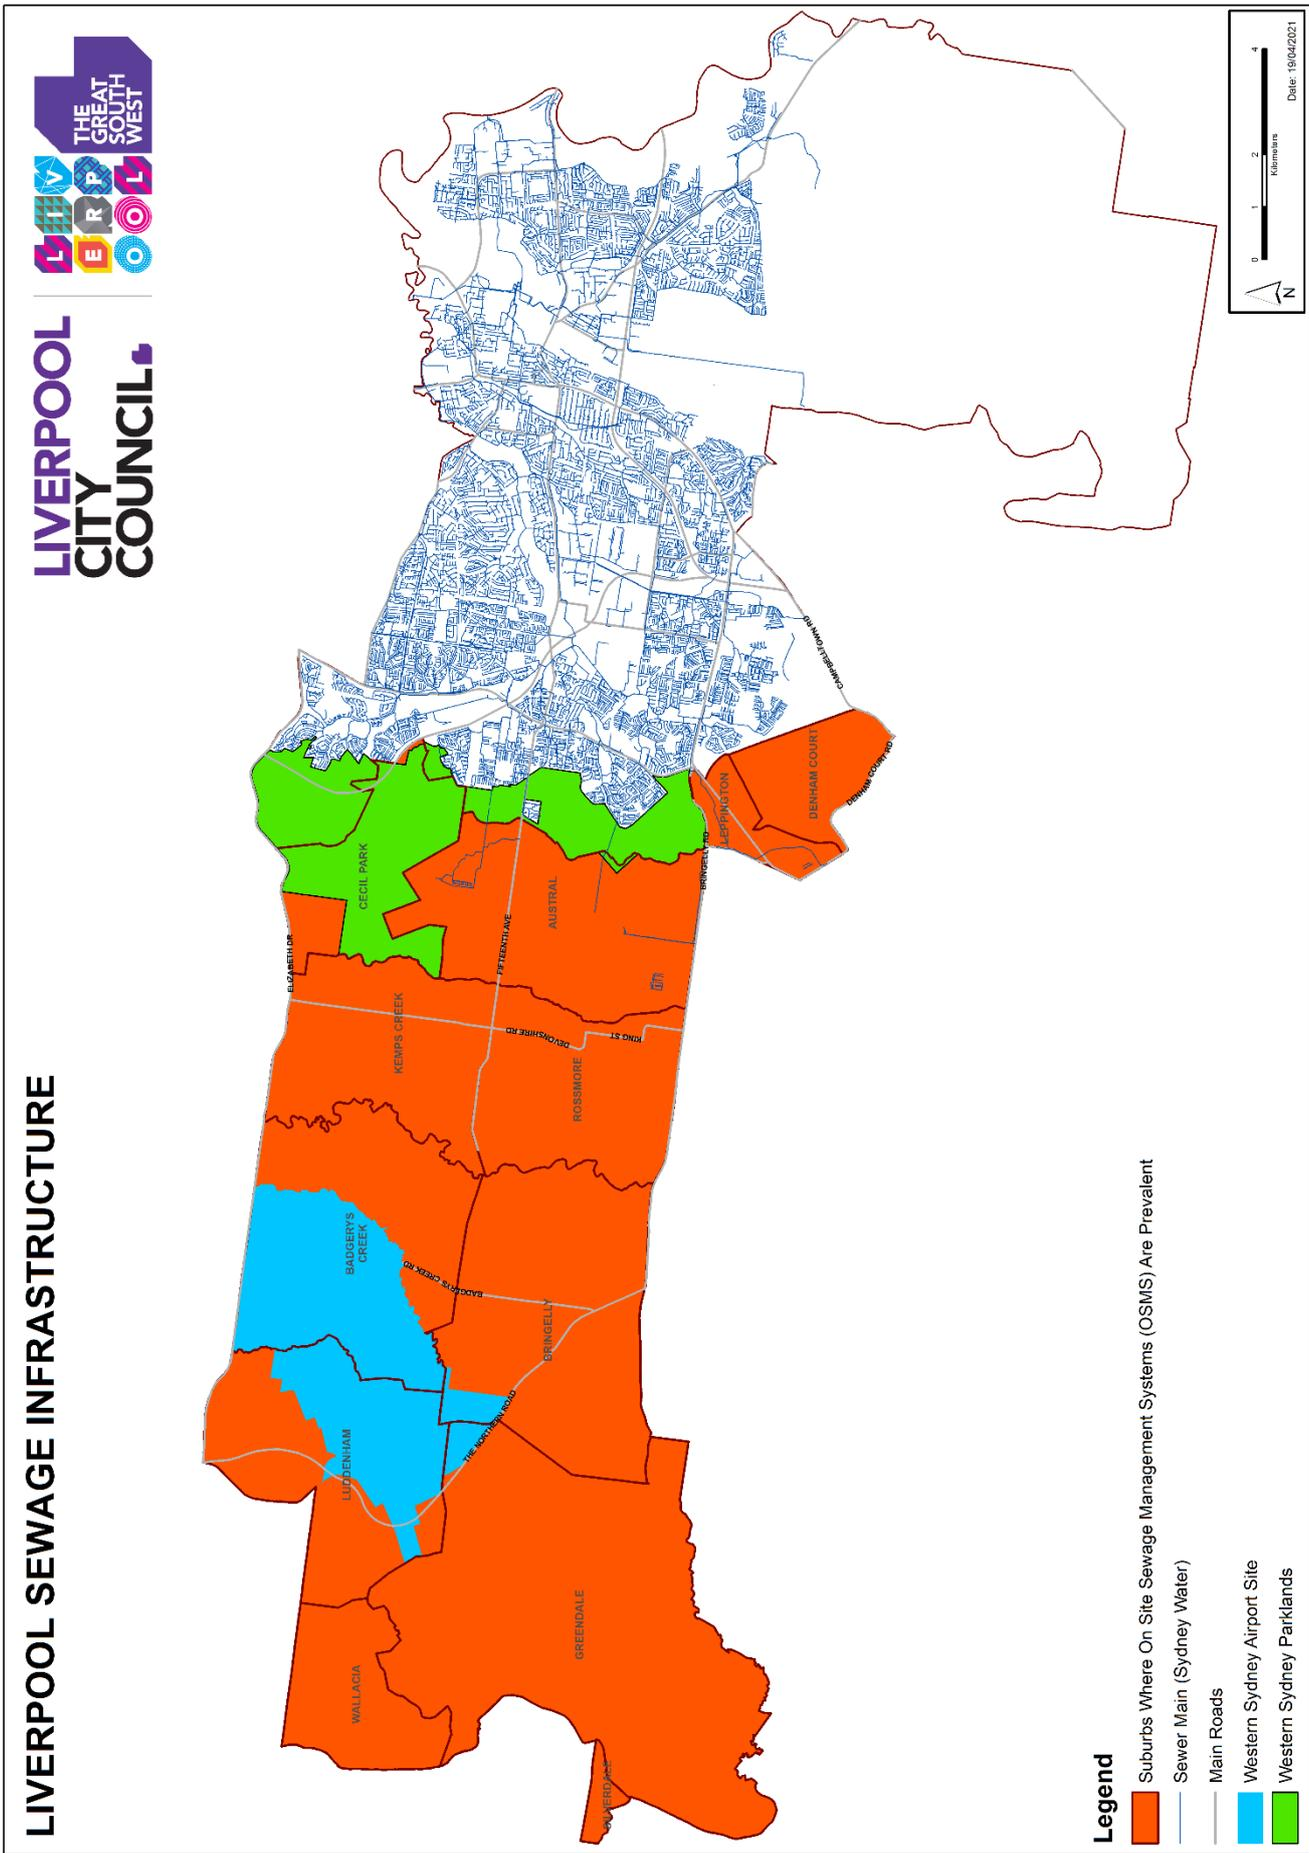 LIVERPOOL SEWAGE INFRASTRUCTURE
LIVERPOOL
CITY
COUNCIL
LIV
ERP
OOL
THE
GREAT
SOUTH
WEST
ELIZABETH DR
CECIL PARK
KEMPS CREEK
BADGERYS
CREEK
LUDDENHAM
WALLACIA
FIFTEENTH AVE
AUSTRAL
DEVONSHIRE RD
KING ST
ROSSMORE
BADGERYS CREEK RD
BRINGELLY
THE NORTHERN ROAD
GREENDALE
SILVERDALE
BRINGELLY RD
LEPPINGTON
DENHAM COURT
DENHAM COURT RD
CAMPBELLTOWN RD
Legend
Suburbs Where On Site Sewage Management Systems (OSMS) Are Prevalent
Sewer Main (Sydney Water)
Main Roads
Western Sydney Airport Site
Western Sydney Parklands
N
0 1 2 4
Kilometers
Date: 19/04/2021